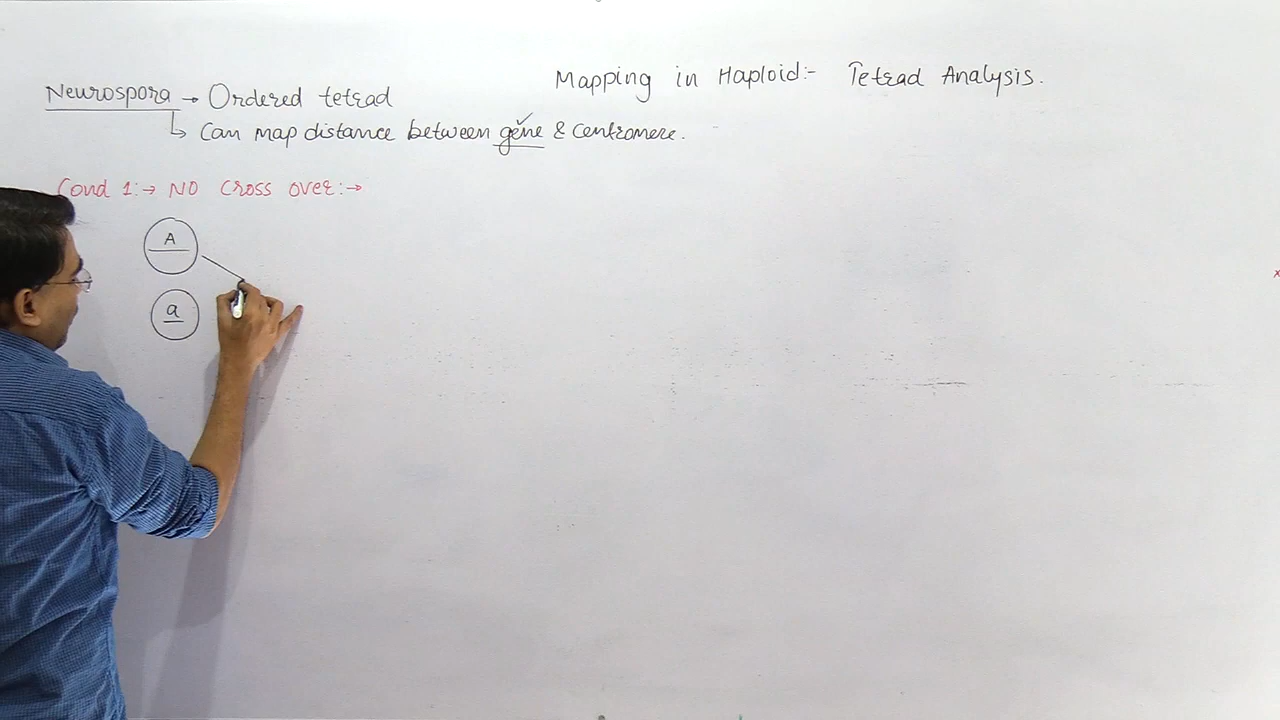 Mapping in Haploid:- Tetrad Analysis.
Neurospora → Ordered tetrad
↳ Can map distance between gene & Centromere.
Cond 1:→ NO Cross over:→
A
a
x